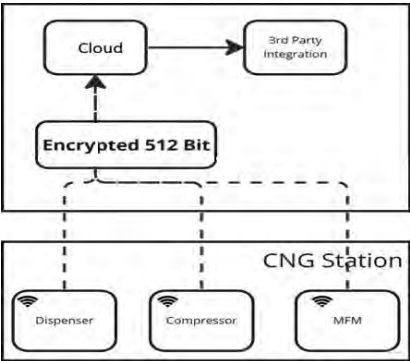 Cloud
3rd Party
Integration
Encrypted 512 Bit
CNG Station
Dispenser
Compressor
MFM